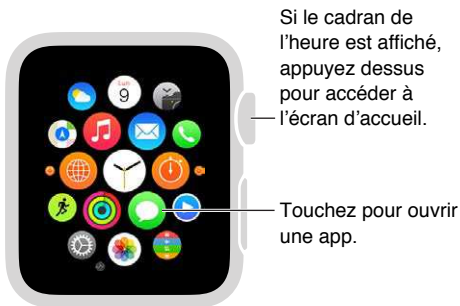 Si le cadran de
l'heure est affiché,
appuyez dessus
pour accéder à
l'écran d'accueil.
Lun
9
Touchez pour ouvrir
une app.